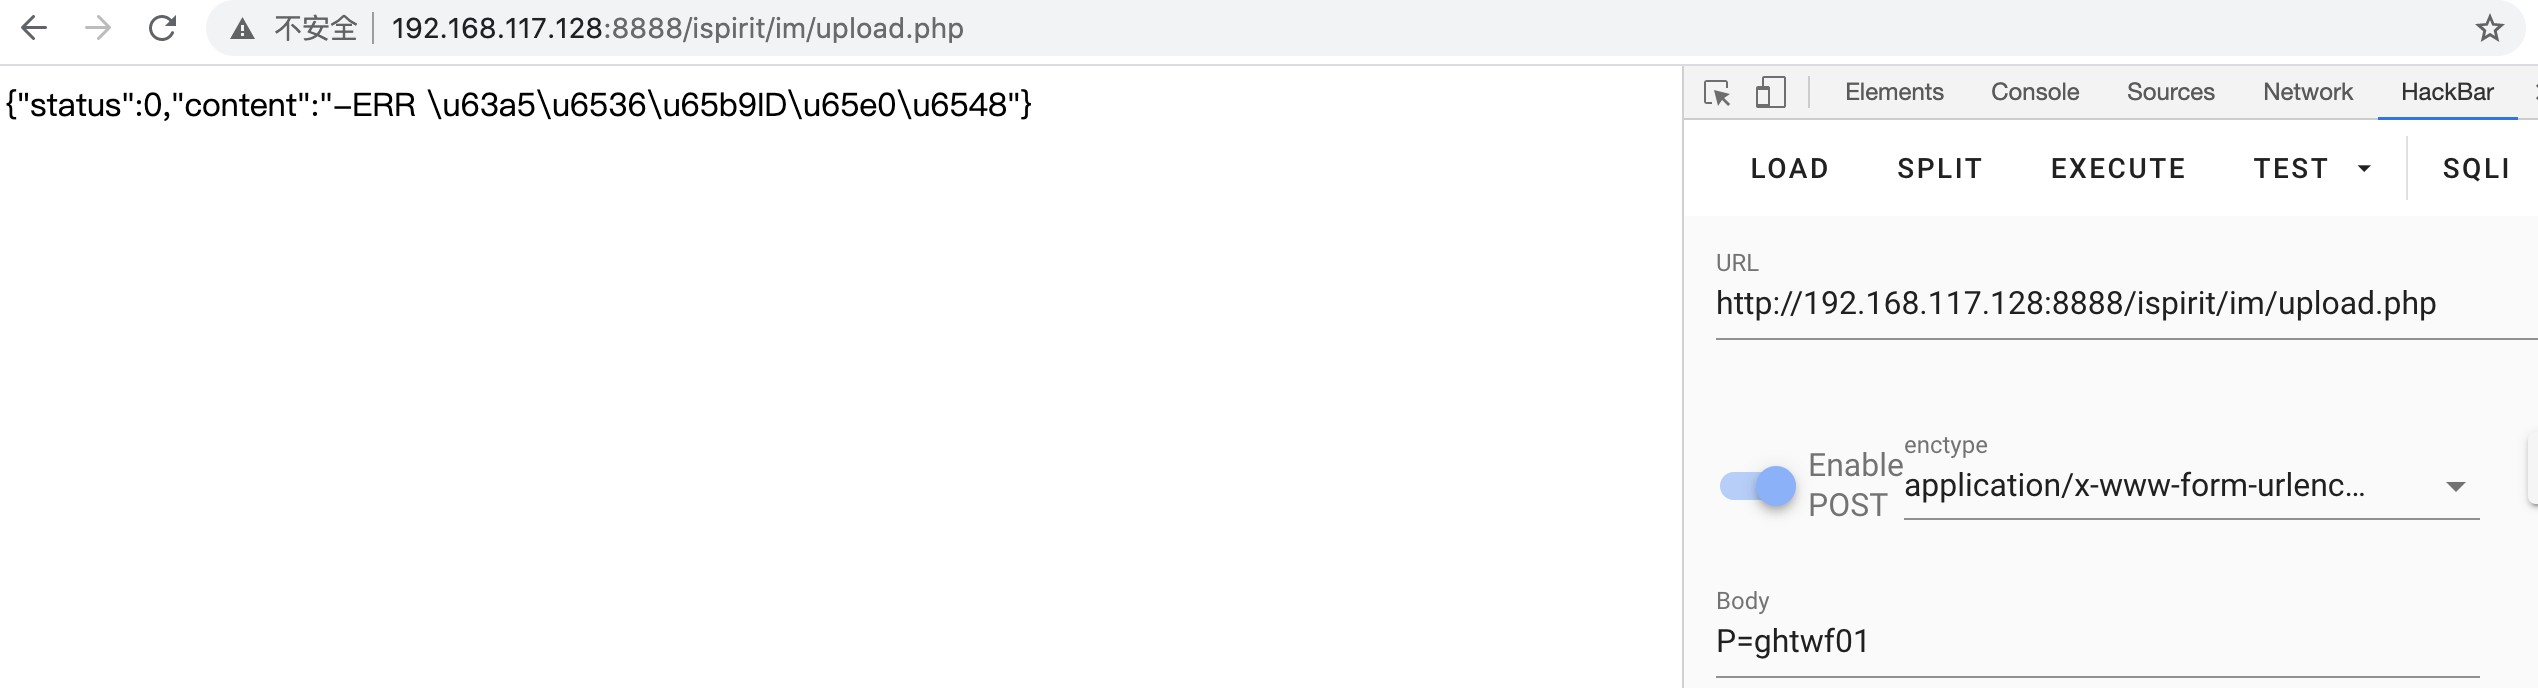 不安全 192.168.117.128:8888/ispirit/im/upload.php
{"status":0,"content":"-ERR \u63a5\u6536\u65b9ID\u65e0\u6548"}
Elements Console Sources Network HackBar
LOAD SPLIT EXECUTE TEST SQLI
URL
http://192.168.117.128:8888/ispirit/im/upload.php
Enable POST
enctype
application/x-www-form-urlenc...
Body
P=ghtwf01